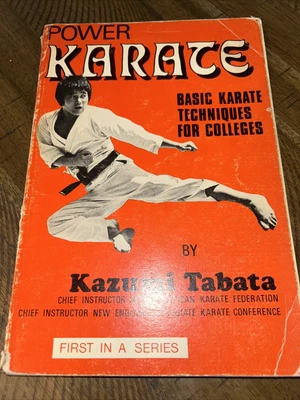 POWER
KARATE
BASIC KARATE
TECHNIQUES
FOR COLLEGES
BY
Kazumi Tabata
CHIEF INSTRUCTOR KARATE FEDERATION
CHIEF INSTRUCTOR NEW KARATE CONFERENCE
FIRST IN A SERIES